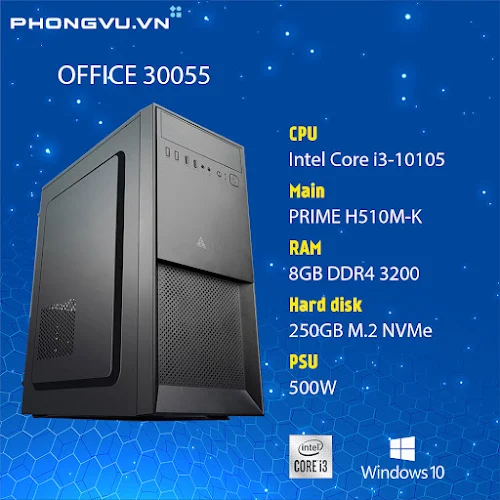 PHONGVU.VN
OFFICE 30055
CPU
Intel Core i3-10105
Main
PRIME H510M-K
RAM
8GB DDR4 3200
Hard disk
250GB M.2 NVMe
PSU
500W
intel
CORE i3
Windows 10